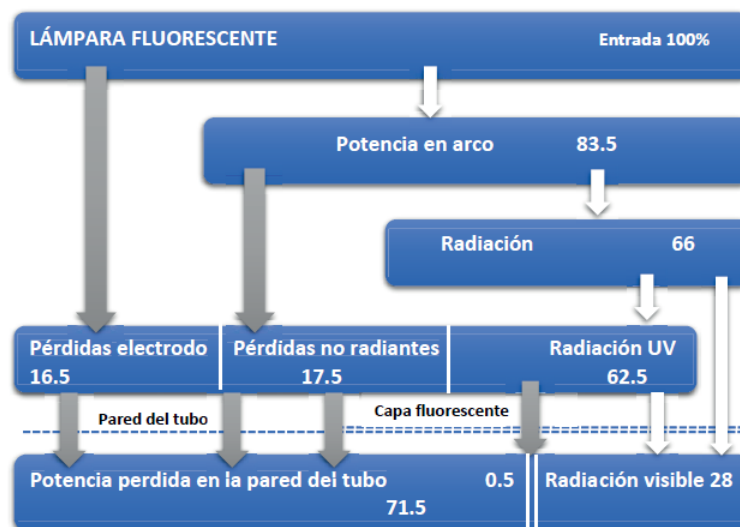 LÁMPARA FLUORESCENTE Entrada 100%
Potencia en arco 83.5
Radiación 66
Pérdidas electrodo Pérdidas no radiantes Radiación UV
16.5 17.5 62.5
Pared del tubo Capa fluorescente
Potencia perdida en la pared del tubo 0.5 Radiación visible 28
71.5